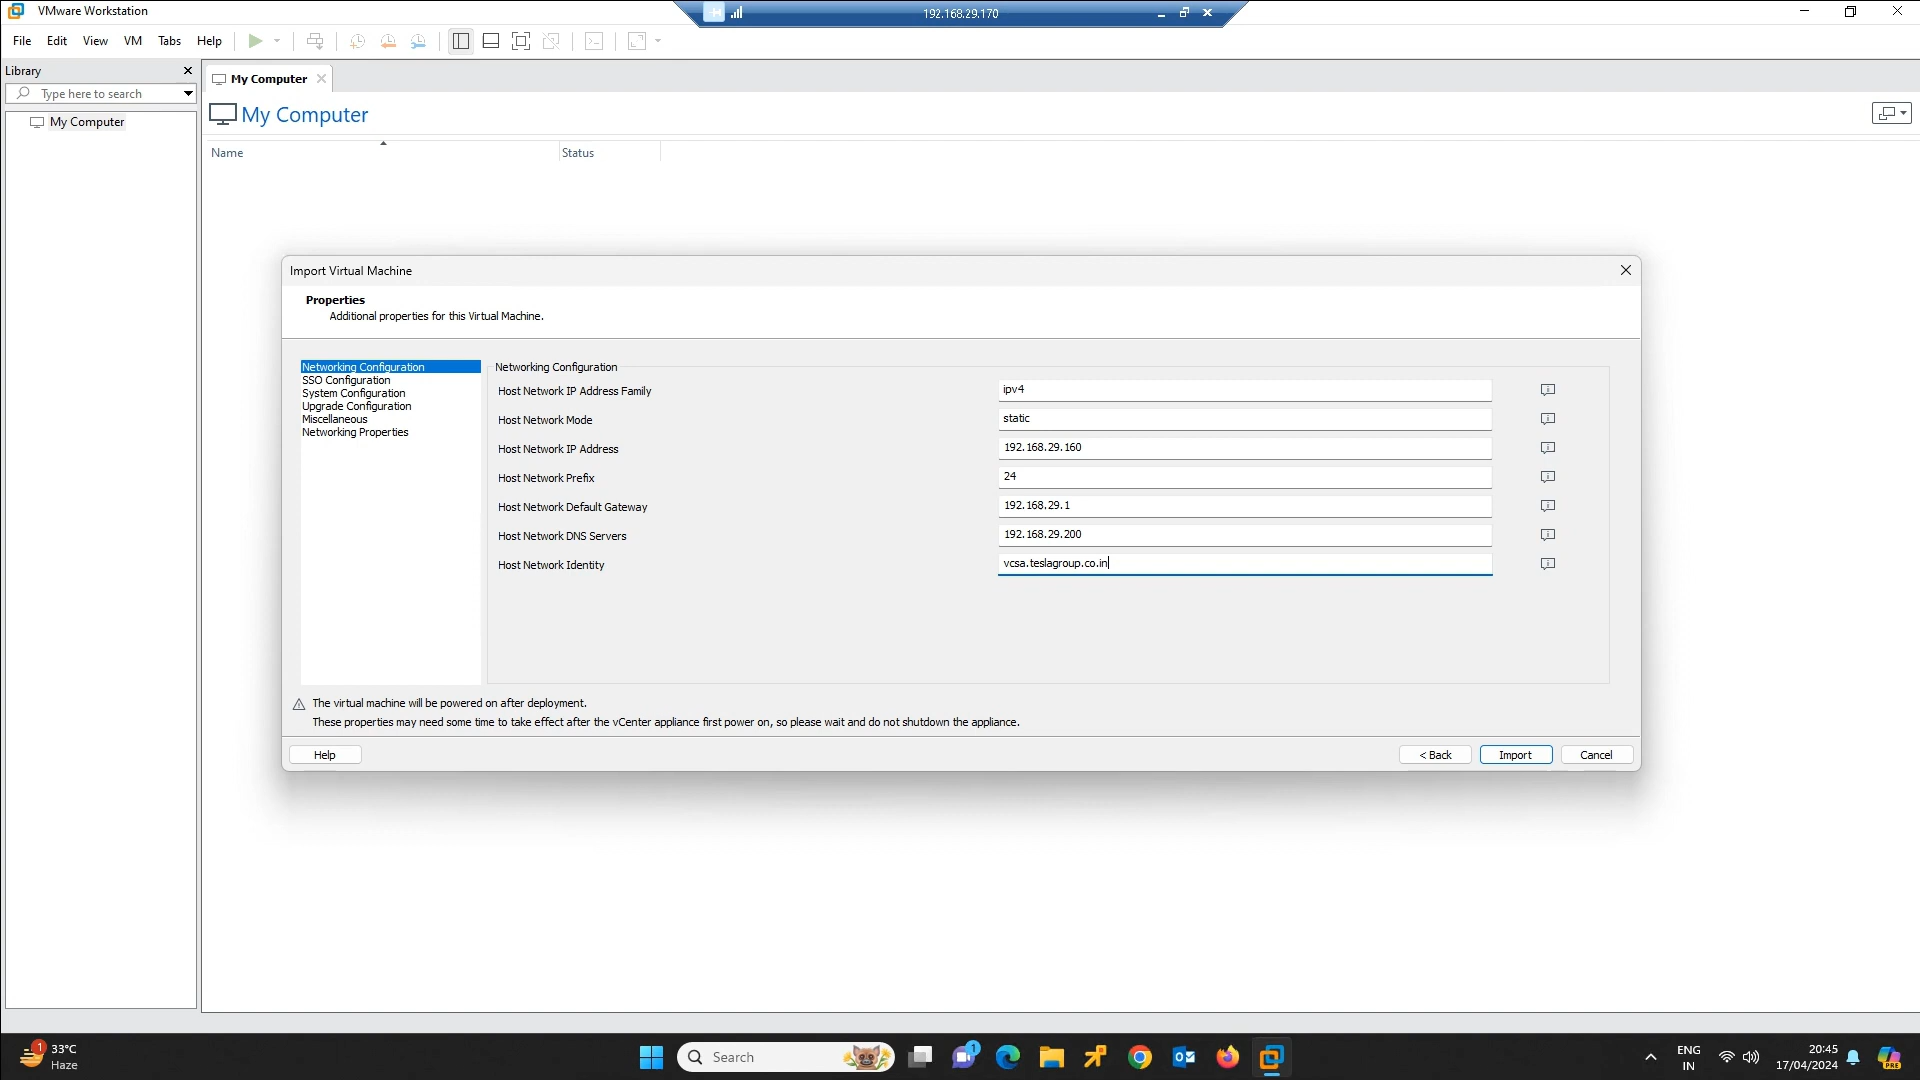 VMware Workstation
192.168.29.170
File Edit View VM Tabs Help
Library
Type here to search
My Computer
My Computer
My Computer
Name Status
Import Virtual Machine
Properties
Additional properties for this Virtual Machine.
Networking Configuration
SSO Configuration
System Configuration
Upgrade Configuration
Miscellaneous
Networking Properties
Networking Configuration
Host Network IP Address Family ipv4
Host Network Mode static
Host Network IP Address 192.168.29.160
Host Network Prefix 24
Host Network Default Gateway 192.168.29.1
Host Network DNS Servers 192.168.29.200
Host Network Identity vcsa.teslagroup.co.in
The virtual machine will be powered on after deployment.
These properties may need some time to take effect after the vCenter appliance first power on, so please wait and do not shutdown the appliance.
Help < Back Import Cancel
1
33°C
Haze
Search
1
ENG
IN
20:45
17/04/2024
PRE